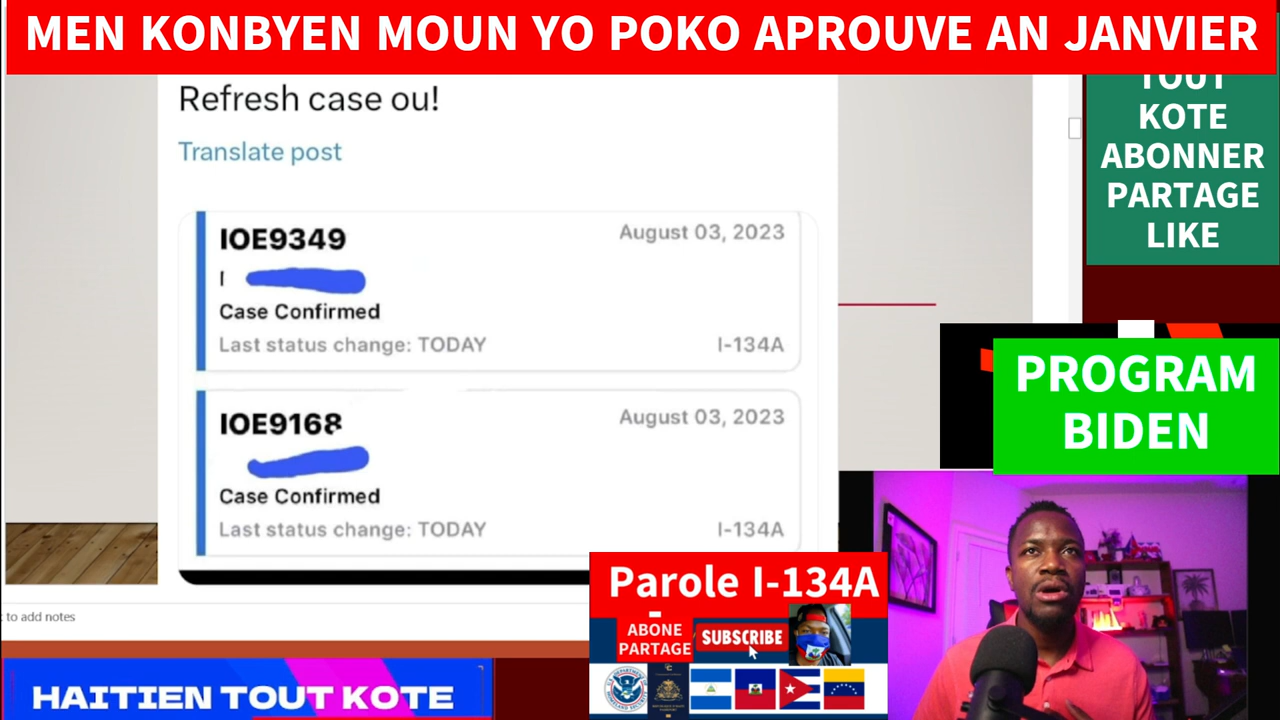 MEN KONBYEN MOUN YO POKO APROUVE AN JANVIER
Refresh case ou!
Translate post
IOE9349
August 03, 2023
Case Confirmed
Last status change: TODAY
I-134A
IOE9168
August 03, 2023
Case Confirmed
Last status change: TODAY
I-134A
to add notes
HAITIEN TOUT KOTE
TOUT
KOTE
ABONNER
PARTAGE
LIKE
PROGRAM
BIDEN
Parole I-134A
ABONE
PARTAGE
SUBSCRIBE